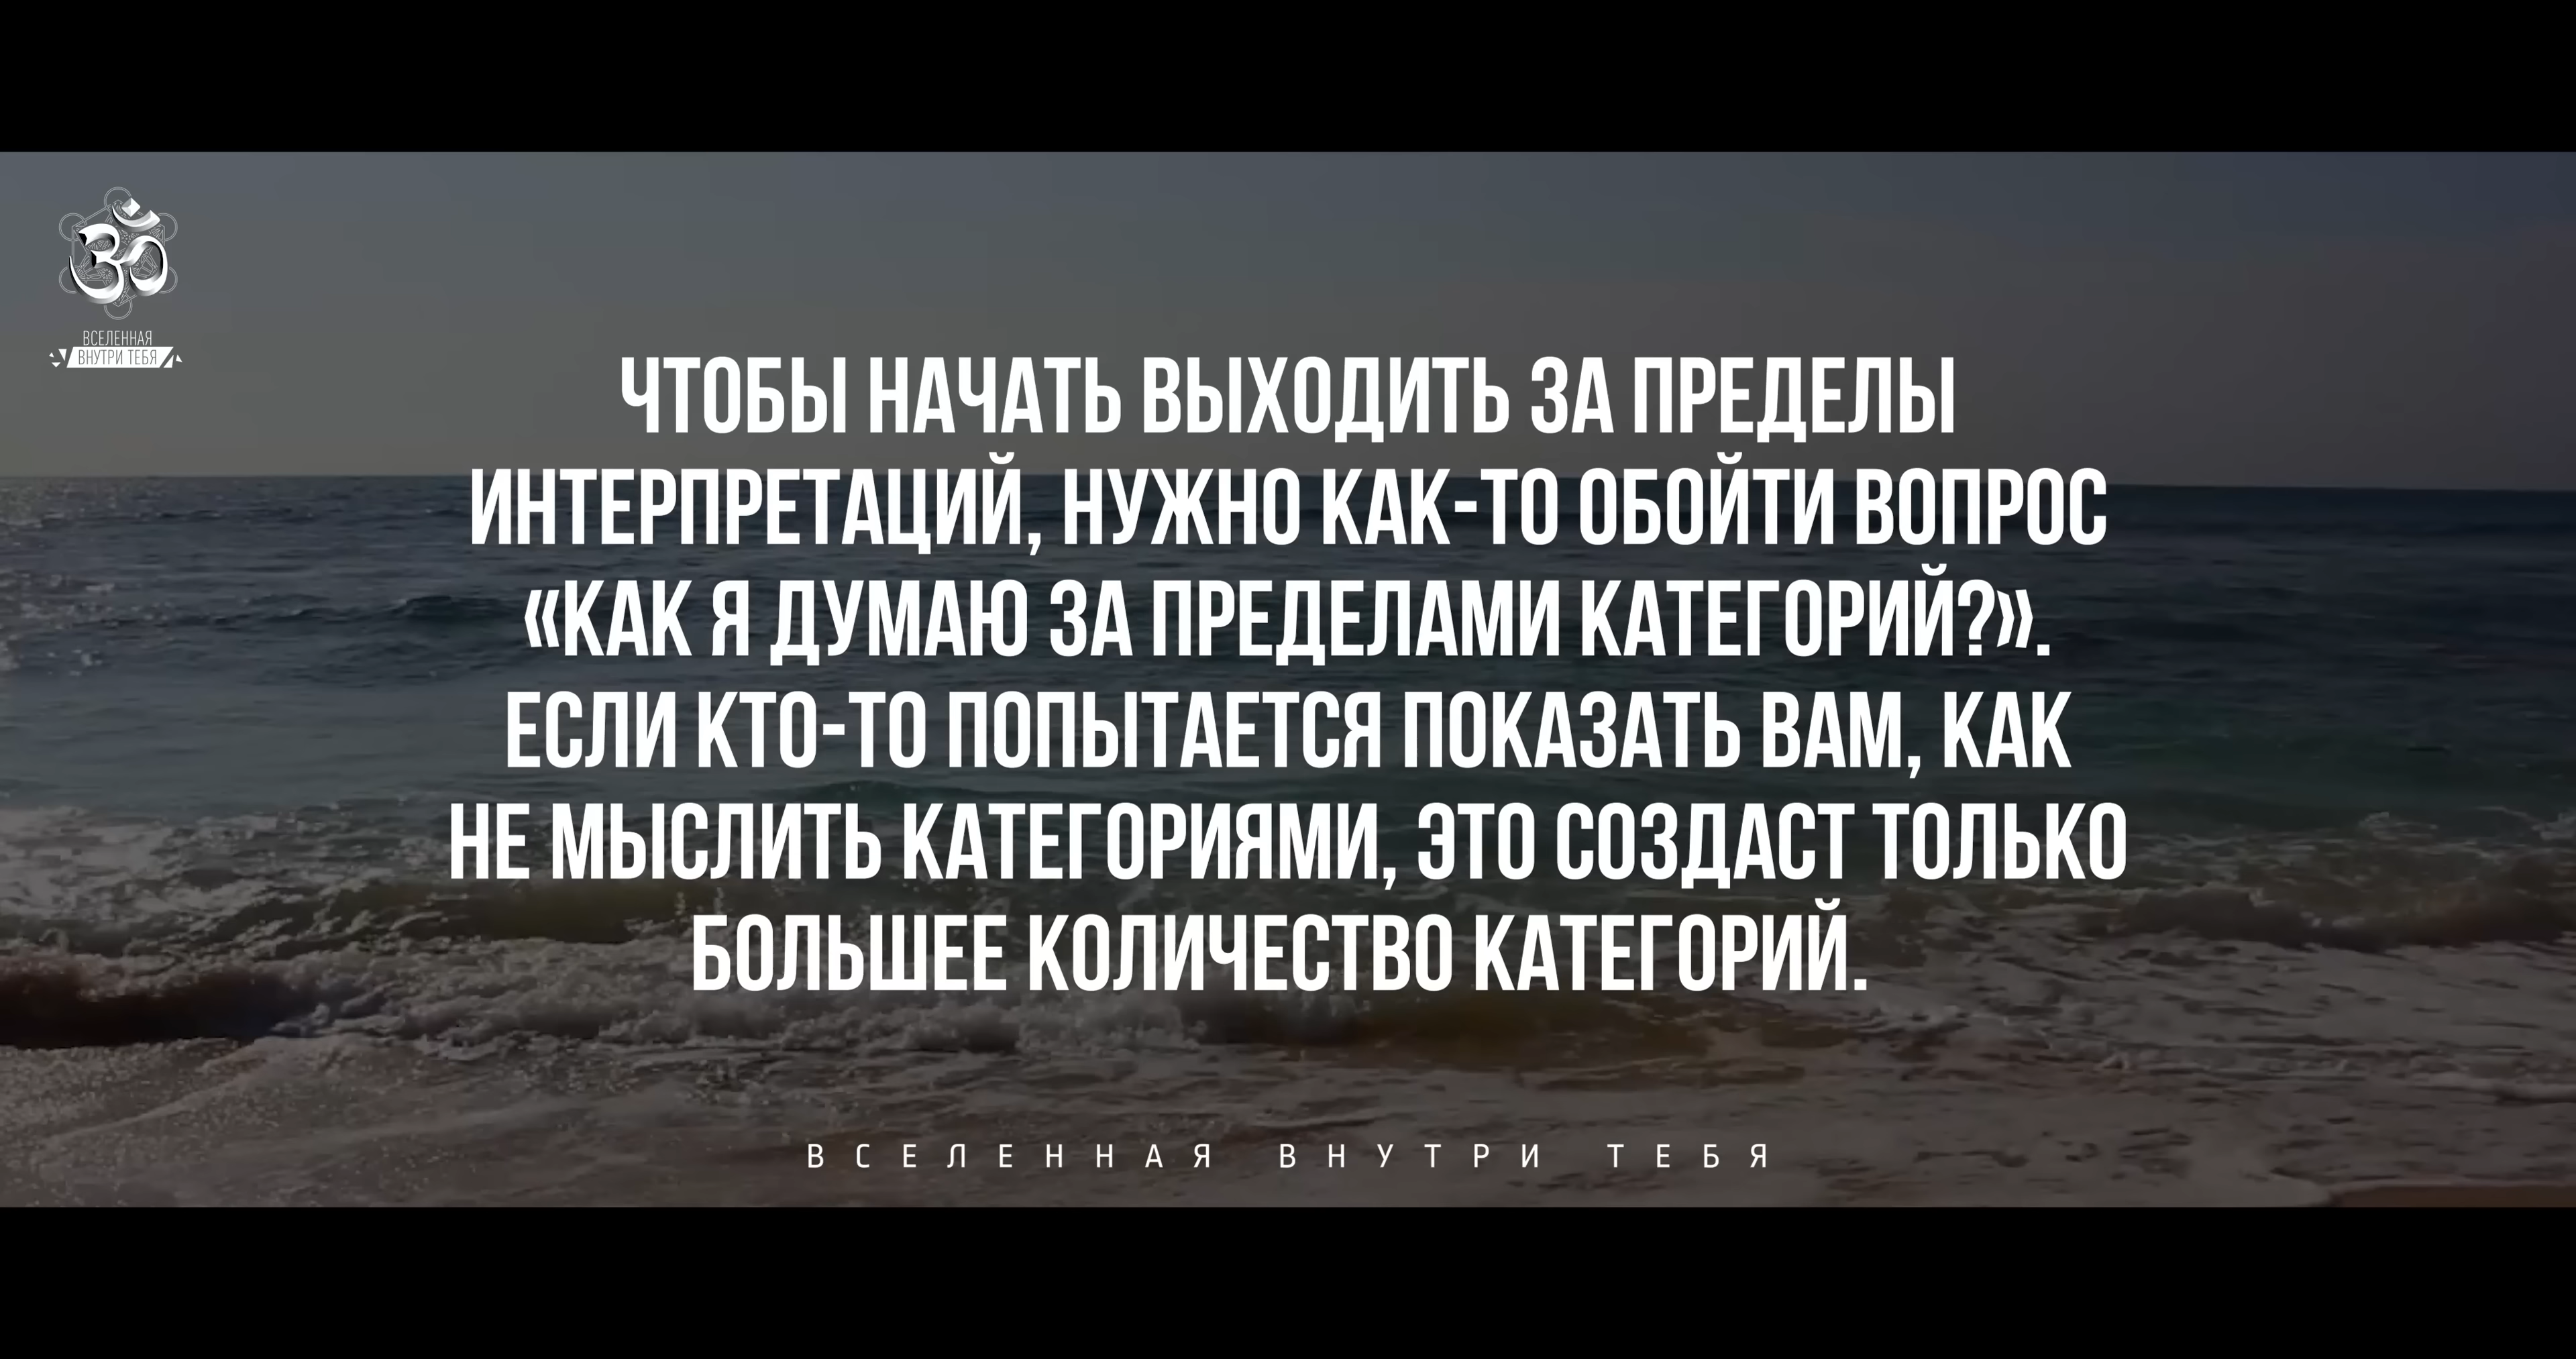 ВСЕЛЕННАЯ
ВНУТРИ ТЕБЯ
ЧТОБЫ НАЧАТЬ ВЫХОДИТЬ ЗА ПРЕДЕЛЫ
ИНТЕРПРЕТАЦИЙ, НУЖНО КАК-ТО ОБОЙТИ ВОПРОС
«КАК Я ДУМАЮ ЗА ПРЕДЕЛАМИ КАТЕГОРИЙ?».
ЕСЛИ КТО-ТО ПОПЫТАЕТСЯ ПОКАЗАТЬ ВАМ, КАК
НЕ МЫСЛИТЬ КАТЕГОРИЯМИ, ЭТО СОЗДАСТ ТОЛЬКО
БОЛЬШЕЕ КОЛИЧЕСТВО КАТЕГОРИЙ.
ВСЕЛЕННАЯ ВНУТРИ ТЕБЯ